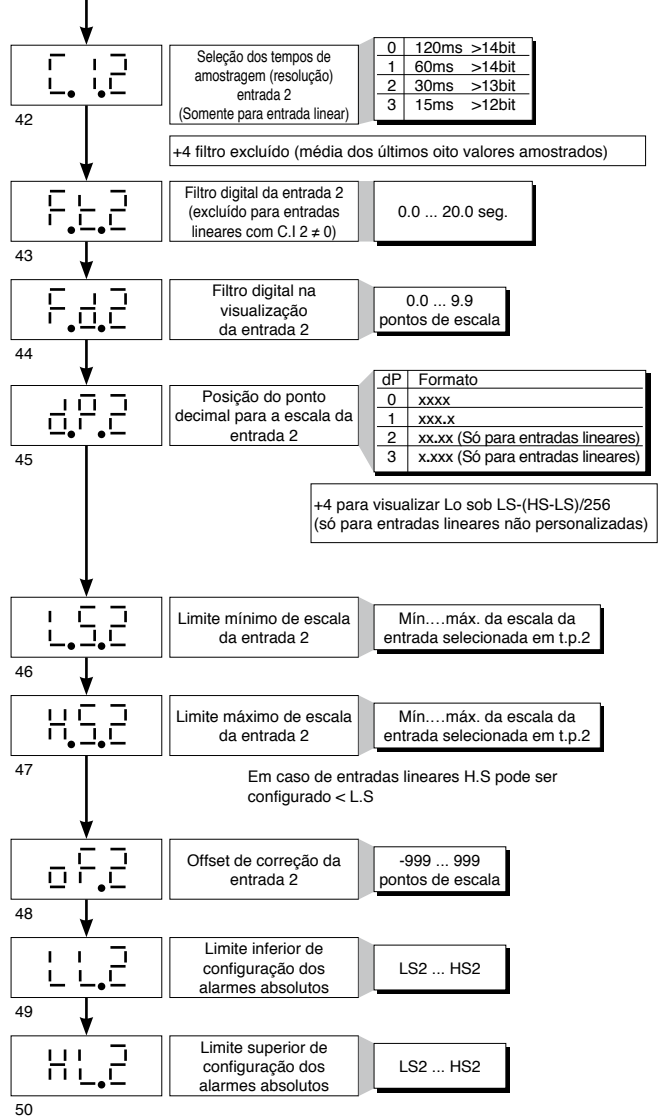 C.I.2
Seleção dos tempos de
amostragem (resolução)
entrada 2
(Somente para entrada linear)
0 120ms >14bit
1 60ms >14bit
2 30ms >13bit
3 15ms >12bit
42
+4 filtro excluído (média dos últimos oito valores amostrados)
F.t.2
Filtro digital da entrada 2
(excluído para entradas
lineares com C.I 2 ≠ 0)
0.0 ... 20.0 seg.
43
F.d.2
Filtro digital na
visualização
da entrada 2
0.0 ... 9.9
pontos de escala
44
d.P.2
Posição do ponto
decimal para a escala da
entrada 2
dP Formato
0 xxxx
1 xxx.x
2 xx.xx (Só para entradas lineares)
3 x.xxx (Só para entradas lineares)
45
+4 para visualizar Lo sob LS-(HS-LS)/256
(só para entradas lineares não personalizadas)
L.S.2
Limite mínimo de escala
da entrada 2
Mín....máx. da escala da
entrada selecionada em t.p.2
46
H.S.2
Limite máximo de escala
da entrada 2
Mín....máx. da escala da
entrada selecionada em t.p.2
47
Em caso de entradas lineares H.S pode ser
configurado < L.S
oF.2
Offset de correção da
entrada 2
-999 ... 999
pontos de escala
48
LL.2
Limite inferior de
configuração dos
alarmes absolutos
LS2 ... HS2
49
HL.2
Limite superior de
configuração dos
alarmes absolutos
LS2 ... HS2
50